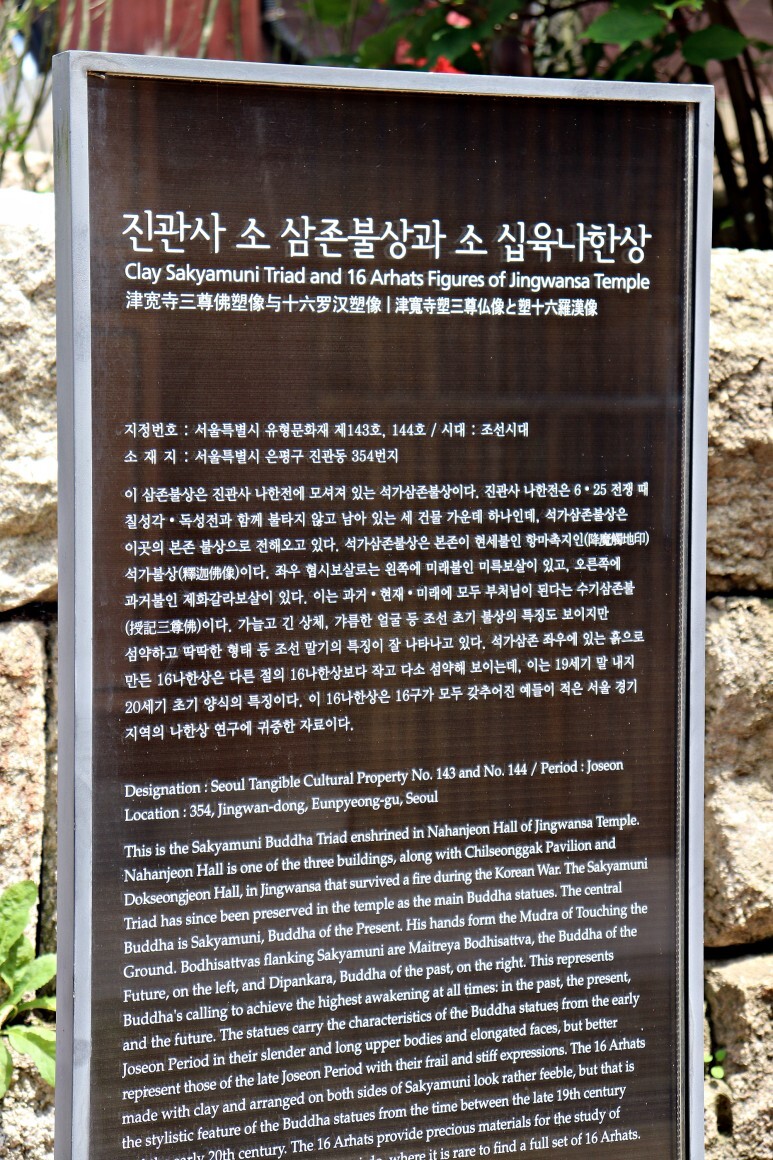 진관사 소 삼존불상과 소 십육나한상
Clay Sakyamuni Triad and 16 Arhats Figures of Jingwansa Temple
津宽寺三尊佛塑像与十六罗汉塑像 | 津寬寺塑三尊仏像と塑十六羅漢像
지정번호 : 서울특별시 유형문화재 제143호, 144호 / 시대 : 조선시대
소 재 지 : 서울특별시 은평구 진관동 354번지
이 삼존불상은 진관사 나한전에 모셔져 있는 석가삼존불상이다. 진관사 나한전은 6•25 전쟁 때
칠성각•독성전과 함께 불타지 않고 남아 있는 세 건물 가운데 하나인데, 석가삼존불상은
이곳의 본존 불상으로 전해오고 있다. 석가삼존불상은 본존이 현세불인 항마촉지인(降魔觸地印)
석가불상(釋迦佛像)이다. 좌우 협시보살로는 왼쪽에 미래불인 미륵보살이 있고, 오른쪽에
과거불인 제화갈라보살이 있다. 이는 과거•현재•미래에 모두 부처님이 된다는 수기삼존불
(授記三尊佛)이다. 가늘고 긴 상체, 갸름한 얼굴 등 조선 초기 불상의 특징도 보이지만
섬약하고 딱딱한 형태 등 조선 말기의 특징이 잘 나타나고 있다. 석가삼존 좌우에 있는 흙으로
만든 16나한상은 다른 절의 16나한상보다 작고 다소 섬약해 보이는데, 이는 19세기 말 내지
20세기 초기 양식의 특징이다. 이 16나한상은 16구가 모두 갖추어진 예들이 적은 서울 경기
지역의 나한상 연구에 귀중한 자료이다.
Designation : Seoul Tangible Cultural Property No. 143 and No. 144 / Period : Joseon
Location : 354, Jingwan-dong, Eunpyeong-gu, Seoul
This is the Sakyamuni Buddha Triad enshrined in Nahanjeon Hall of Jingwansa Temple.
Nahanjeon Hall is one of the three buildings, along with Chilseonggak Pavilion and
Dokseongjeon Hall, in Jingwansa that survived a fire during the Korean War. The Sakyamuni
Triad has since been preserved in the temple as the main Buddha statues. The central
Buddha is Sakyamuni, Buddha of the Present. His hands form the Mudra of Touching the
Ground. Bodhisattvas flanking Sakyamuni are Maitreya Bodhisattva, the Buddha of the
Future, on the left, and Dipankara, Buddha of the past, on the right. This represents
Buddha's calling to achieve the highest awakening at all times: in the past, the present,
and the future. The statues carry the characteristics of the Buddha statues from the early
Joseon Period in their slender and long upper bodies and elongated faces, but better
represent those of the late Joseon Period with their frail and stiff expressions. The 16 Arhats
made with clay and arranged on both sides of Sakyamuni look rather feeble, but that is
the stylistic feature of the Buddha statues from the time between the late 19th century
early 20th century. The 16 Arhats provide precious materials for the study of
where it is rare to find a full set of 16 Arhats.